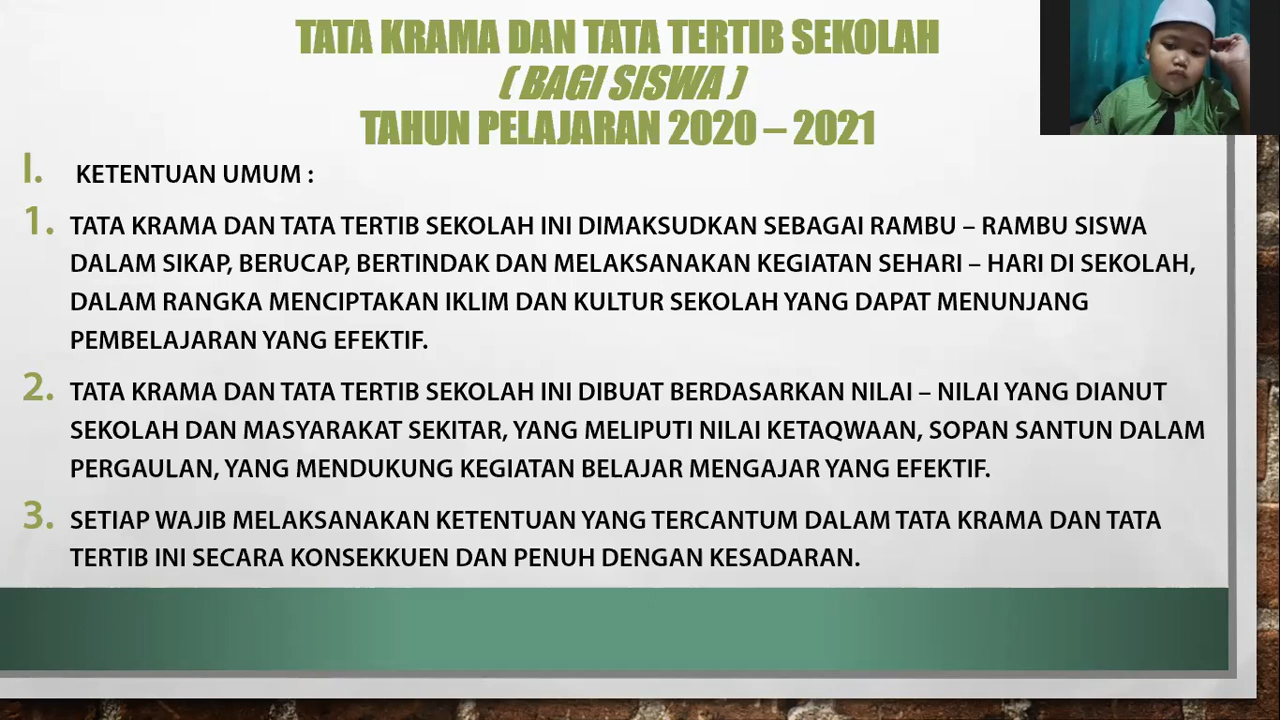 TATA KRAMA DAN TATA TERTIB SEKOLAH
( BAGI SISWA )
TAHUN PELAJARAN 2020 – 2021
I. KETENTUAN UMUM :
1. TATA KRAMA DAN TATA TERTIB SEKOLAH INI DIMAKSUDKAN SEBAGAI RAMBU – RAMBU SISWA
DALAM SIKAP, BERUCAP, BERTINDAK DAN MELAKSANAKAN KEGIATAN SEHARI – HARI DI SEKOLAH,
DALAM RANGKA MENCIPTAKAN IKLIM DAN KULTUR SEKOLAH YANG DAPAT MENUNJANG
PEMBELAJARAN YANG EFEKTIF.
2. TATA KRAMA DAN TATA TERTIB SEKOLAH INI DIBUAT BERDASARKAN NILAI – NILAI YANG DIANUT
SEKOLAH DAN MASYARAKAT SEKITAR, YANG MELIPUTI NILAI KETAQWAAN, SOPAN SANTUN DALAM
PERGAULAN, YANG MENDUKUNG KEGIATAN BELAJAR MENGAJAR YANG EFEKTIF.
3. SETIAP WAJIB MELAKSANAKAN KETENTUAN YANG TERCANTUM DALAM TATA KRAMA DAN TATA
TERTIB INI SECARA KONSEKKUEN DAN PENUH DENGAN KESADARAN.